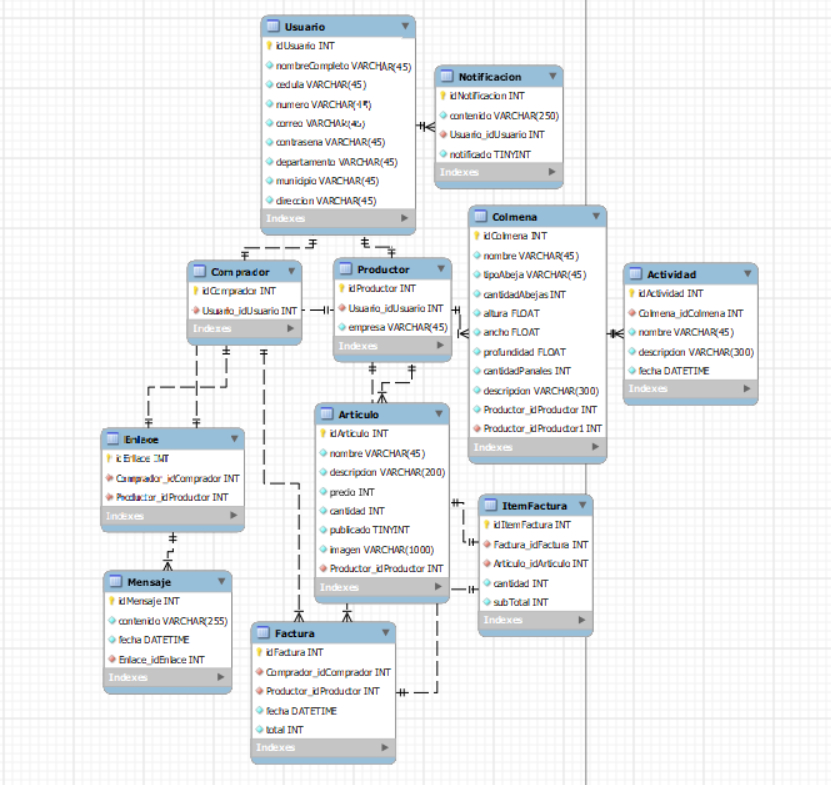 Usuario
idUsuario INT
nombreCompleto VARCHAR(45)
cedula VARCHAR(45)
numero VARCHAR(45)
correo VARCHAR(45)
contrasena VARCHAR(45)
departamento VARCHAR(45)
municipio VARCHAR(45)
direccion VARCHAR(45)
Indexes
Notificacion
idNotificacion INT
contenido VARCHAR(250)
Usuario_idUsuario INT
notificado TINYINT
Indexes
Comprador
idComprador INT
Usuario_idUsuario INT
Indexes
Productor
idProductor INT
Usuario_idUsuario INT
empresa VARCHAR(45)
Indexes
Colmena
idColmena INT
nombre VARCHAR(45)
tipoAbeja VARCHAR(45)
cantidadAbejas INT
altura FLOAT
ancho FLOAT
profundidad FLOAT
cantidadPanales INT
descripcion VARCHAR(300)
Productor_idProductor INT
Productor_idProductor1 INT
Indexes
Actividad
idActividad INT
Colmena_idColmena INT
nombre VARCHAR(45)
descripcion VARCHAR(300)
fecha DATETIME
Indexes
Enlace
idEnlace INT
Comprador_idComprador INT
Productor_idProductor INT
Indexes
Articulo
idArticulo INT
nombre VARCHAR(45)
descripcion VARCHAR(200)
precio INT
cantidad INT
publicado TINYINT
imagen VARCHAR(1000)
Productor_idProductor INT
Indexes
ItemFactura
idItemFactura INT
Factura_idFactura INT
Articulo_idArticulo INT
cantidad INT
subTotal INT
Indexes
Mensaje
idMensaje INT
contenido VARCHAR(255)
fecha DATETIME
Enlace_idEnlace INT
Indexes
Factura
idFactura INT
Comprador_idComprador INT
Productor_idProductor INT
fecha DATETIME
total INT
Indexes